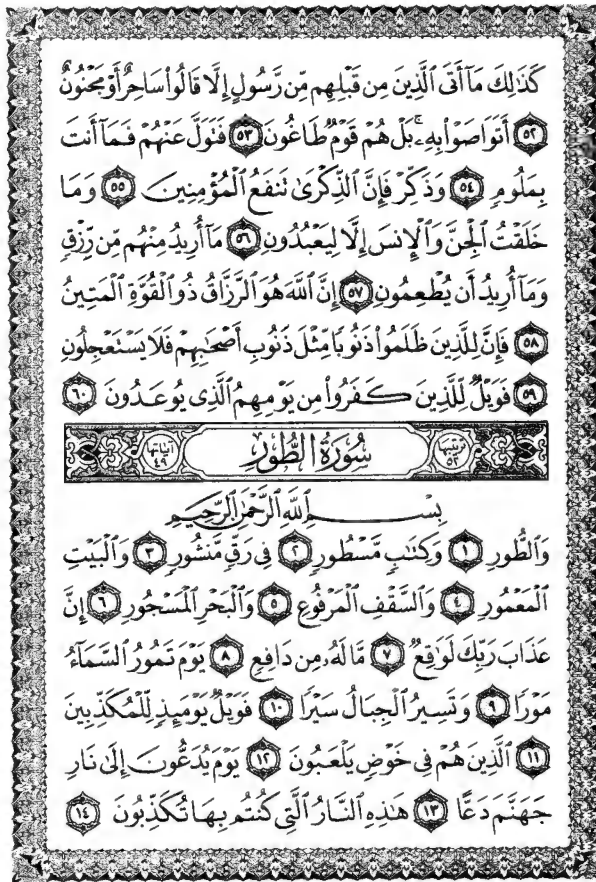 كَذَٰلِكَ مَآ أَتَى ٱلَّذِينَ مِن قَبْلِهِم مِّن رَّسُولٍ إِلَّا قَالُوا۟ سَاحِرٌ أَوْ مَجْنُونٌ
٥٢ أَتَوَاصَوْا۟ بِهِۦ ۚ بَلْ هُمْ قَوْمٌ طَاغُونَ ٥٣ فَتَوَلَّ عَنْهُمْ فَمَآ أَنتَ
بِمَلُومٍ ٥٤ وَذَكِّرْ فَإِنَّ ٱلذِّكْرَىٰ تَنفَعُ ٱلْمُؤْمِنِينَ ٥٥ وَمَا
خَلَقْتُ ٱلْجِنَّ وَٱلْإِنسَ إِلَّا لِيَعْبُدُونِ ٥٦ مَآ أُرِيدُ مِنْهُم مِّن رِّزْقٍ
وَمَآ أُرِيدُ أَن يُطْعِمُونِ ٥٧ إِنَّ ٱللَّهَ هُوَ ٱلرَّزَّاقُ ذُو ٱلْقُوَّةِ ٱلْمَتِينُ
٥٨ فَإِنَّ لِلَّذِينَ ظَلَمُوا۟ ذَنُوبًا مِّثْلَ ذَنُوبِ أَصْحَٰبِهِمْ فَلَا يَسْتَعْجِلُونِ
٥٩ فَوَيْلٌ لِّلَّذِينَ كَفَرُوا۟ مِن يَوْمِهِمُ ٱلَّذِى يُوعَدُونَ ٦٠
ترتيبها ٥٢ سُورَةُ الطُّورِ آياتها ٤٩
بِسْمِ ٱللَّهِ ٱلرَّحْمَٰنِ ٱلرَّحِيمِ
وَٱلطُّورِ ١ وَكِتَٰبٍ مَّسْطُورٍ ٢ فِى رَقٍّ مَّنشُورٍ ٣ وَٱلْبَيْتِ
ٱلْمَعْمُورِ ٤ وَٱلسَّقْفِ ٱلْمَرْفُوعِ ٥ وَٱلْبَحْرِ ٱلْمَسْجُورِ ٦ إِنَّ
عَذَابَ رَبِّكَ لَوَٰقِعٌ ٧ مَّا لَهُۥ مِن دَافِعٍ ٨ يَوْمَ تَمُورُ ٱلسَّمَآءُ
مَوْرًا ٩ وَتَسِيرُ ٱلْجِبَالُ سَيْرًا ١٠ فَوَيْلٌ يَوْمَئِذٍ لِّلْمُكَذِّبِينَ
١١ ٱلَّذِينَ هُمْ فِى خَوْضٍ يَلْعَبُونَ ١٢ يَوْمَ يُدَعُّونَ إِلَىٰ نَارِ
جَهَنَّمَ دَعًّا ١٣ هَٰذِهِ ٱلنَّارُ ٱلَّتِى كُنتُم بِهَا تُكَذِّبُونَ ١٤